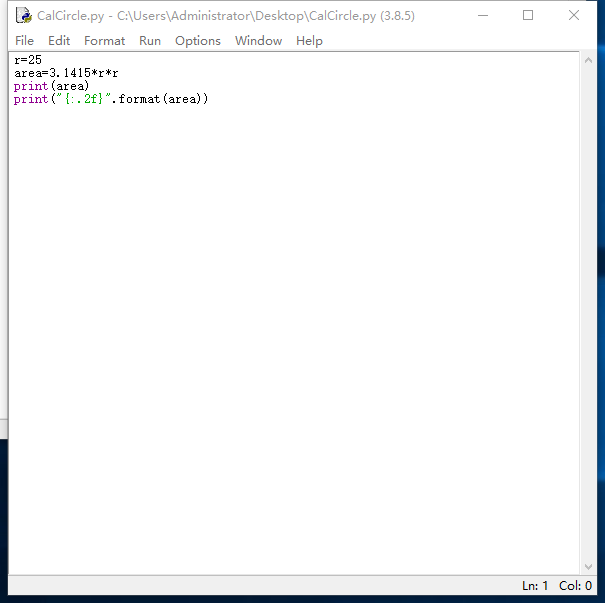 CalCircle.py - C:\Users\Administrator\Desktop\CalCircle.py (3.8.5)
File Edit Format Run Options Window Help
r=25
area=3.1415*r*r
print(area)
print("{:.2f}".format(area))
Ln: 1 Col: 0